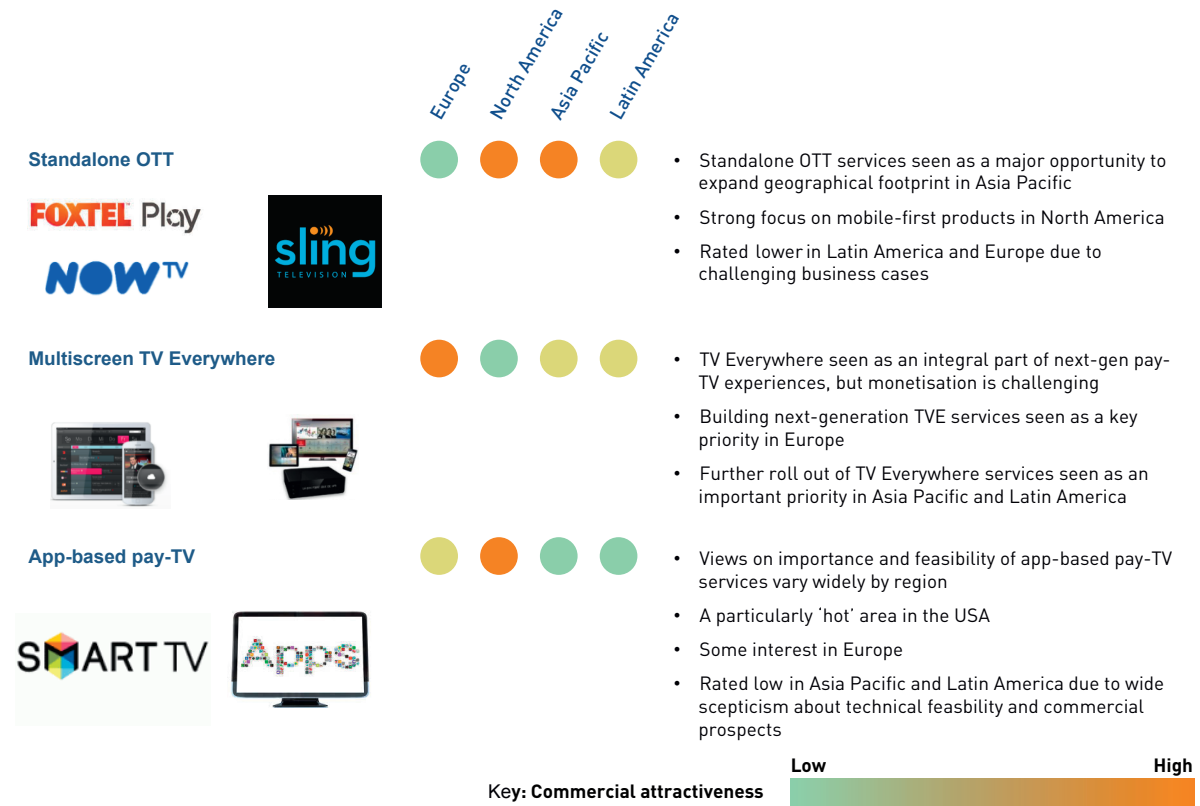 Europe
North America
Asia Pacific
Latin America
Standalone OTT
FOXTEL Play
NOW TV
sling
TELEVISION
• Standalone OTT services seen as a major opportunity to
expand geographical footprint in Asia Pacific
• Strong focus on mobile-first products in North America
• Rated lower in Latin America and Europe due to
challenging business cases
Multiscreen TV Everywhere
• TV Everywhere seen as an integral part of next-gen pay-
TV experiences, but monetisation is challenging
• Building next-generation TVE services seen as a key
priority in Europe
• Further roll out of TV Everywhere services seen as an
important priority in Asia Pacific and Latin America
App-based pay-TV
SMART TV
Apps
• Views on importance and feasibility of app-based pay-TV
services vary widely by region
• A particularly ‘hot’ area in the USA
• Some interest in Europe
• Rated low in Asia Pacific and Latin America due to wide
scepticism about technical feasbility and commercial
prospects
Key: Commercial attractiveness
Low
High